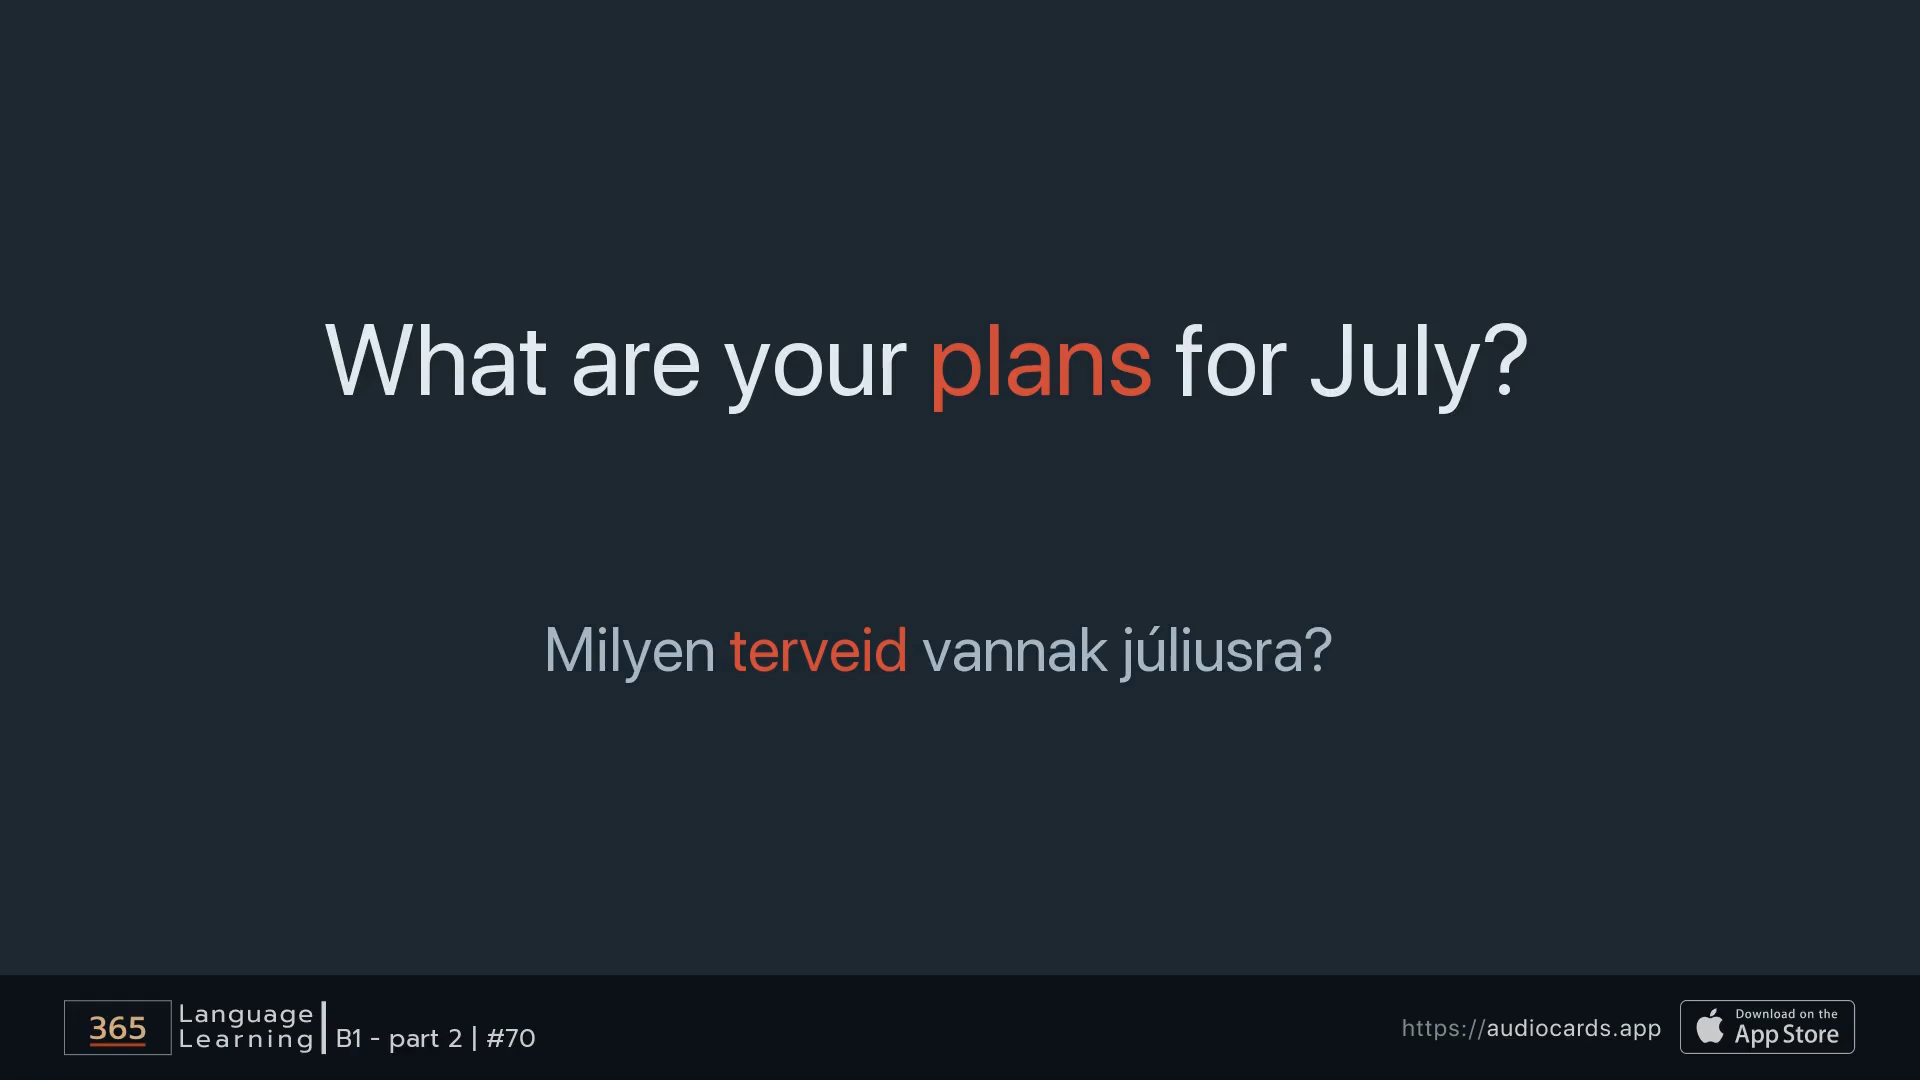 What are your plans for July?
Milyen terveid vannak júliusra?
365
Language
Learning
B1 - part 2 | #70
https://audiocards.app
Download on the
App Store